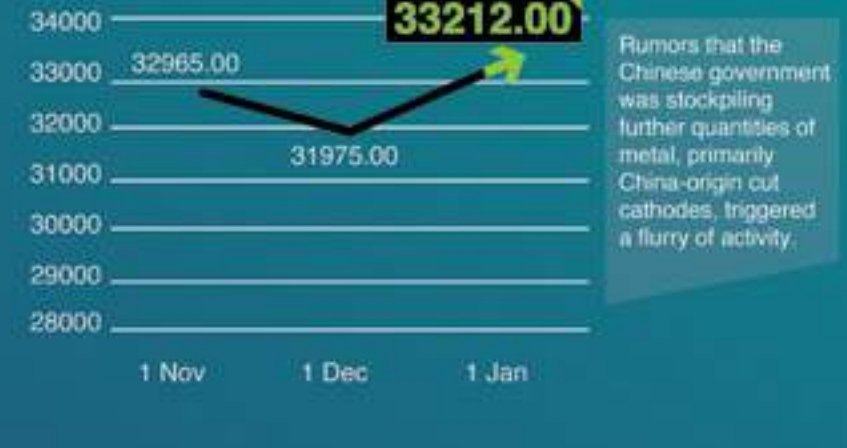 34000
33212.00
33000
32965.00
32000
31975.00
31000
30000
29000
28000
1 Nov
1 Dec
1 Jan
Rumors that the
Chinese government
was stockpiling
further quantities of
metal, primarily
China-origin cut
cathodes, triggered
a flurry of activity.